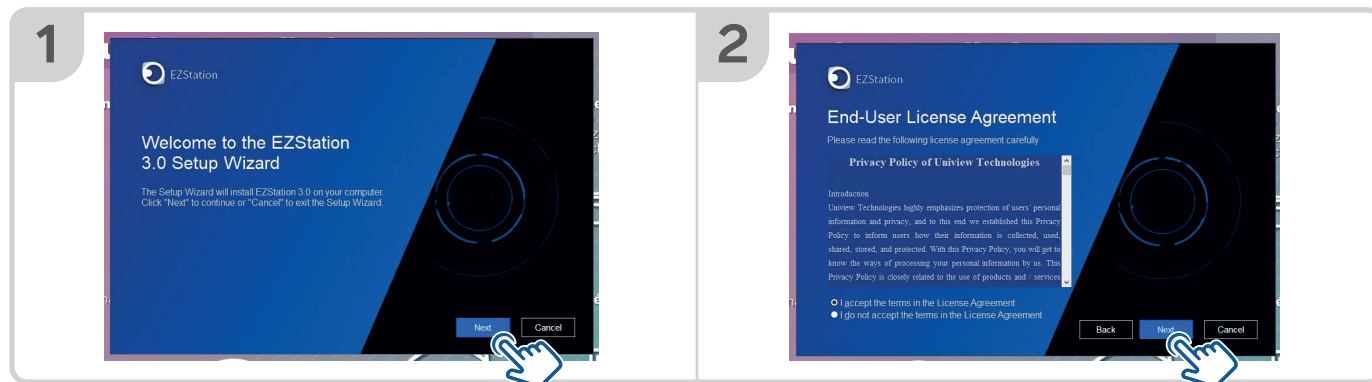 1
EZStation
Welcome to the EZStation
3.0 Setup Wizard
The Setup Wizard will install EZStation 3.0 on your computer.
Click "Next" to continue or "Cancel" to exit the Setup Wizard.
Next
Cancel
2
EZStation
End-User License Agreement
Please read the following license agreement carefully
Privacy Policy of Uniview Technologies
Introduction
Uniview Technologies highly emphasizes protection of users' personal
information and privacy, and to this end we established this Privacy
Policy to inform users how their information is collected, used,
shared, stored, and protected. With this Privacy Policy, you will get to
know the ways of processing your personal information by us. This
Privacy Policy is closely related to the use of products and / services
I accept the terms in the License Agreement
I do not accept the terms in the License Agreement
Back
Next
Cancel